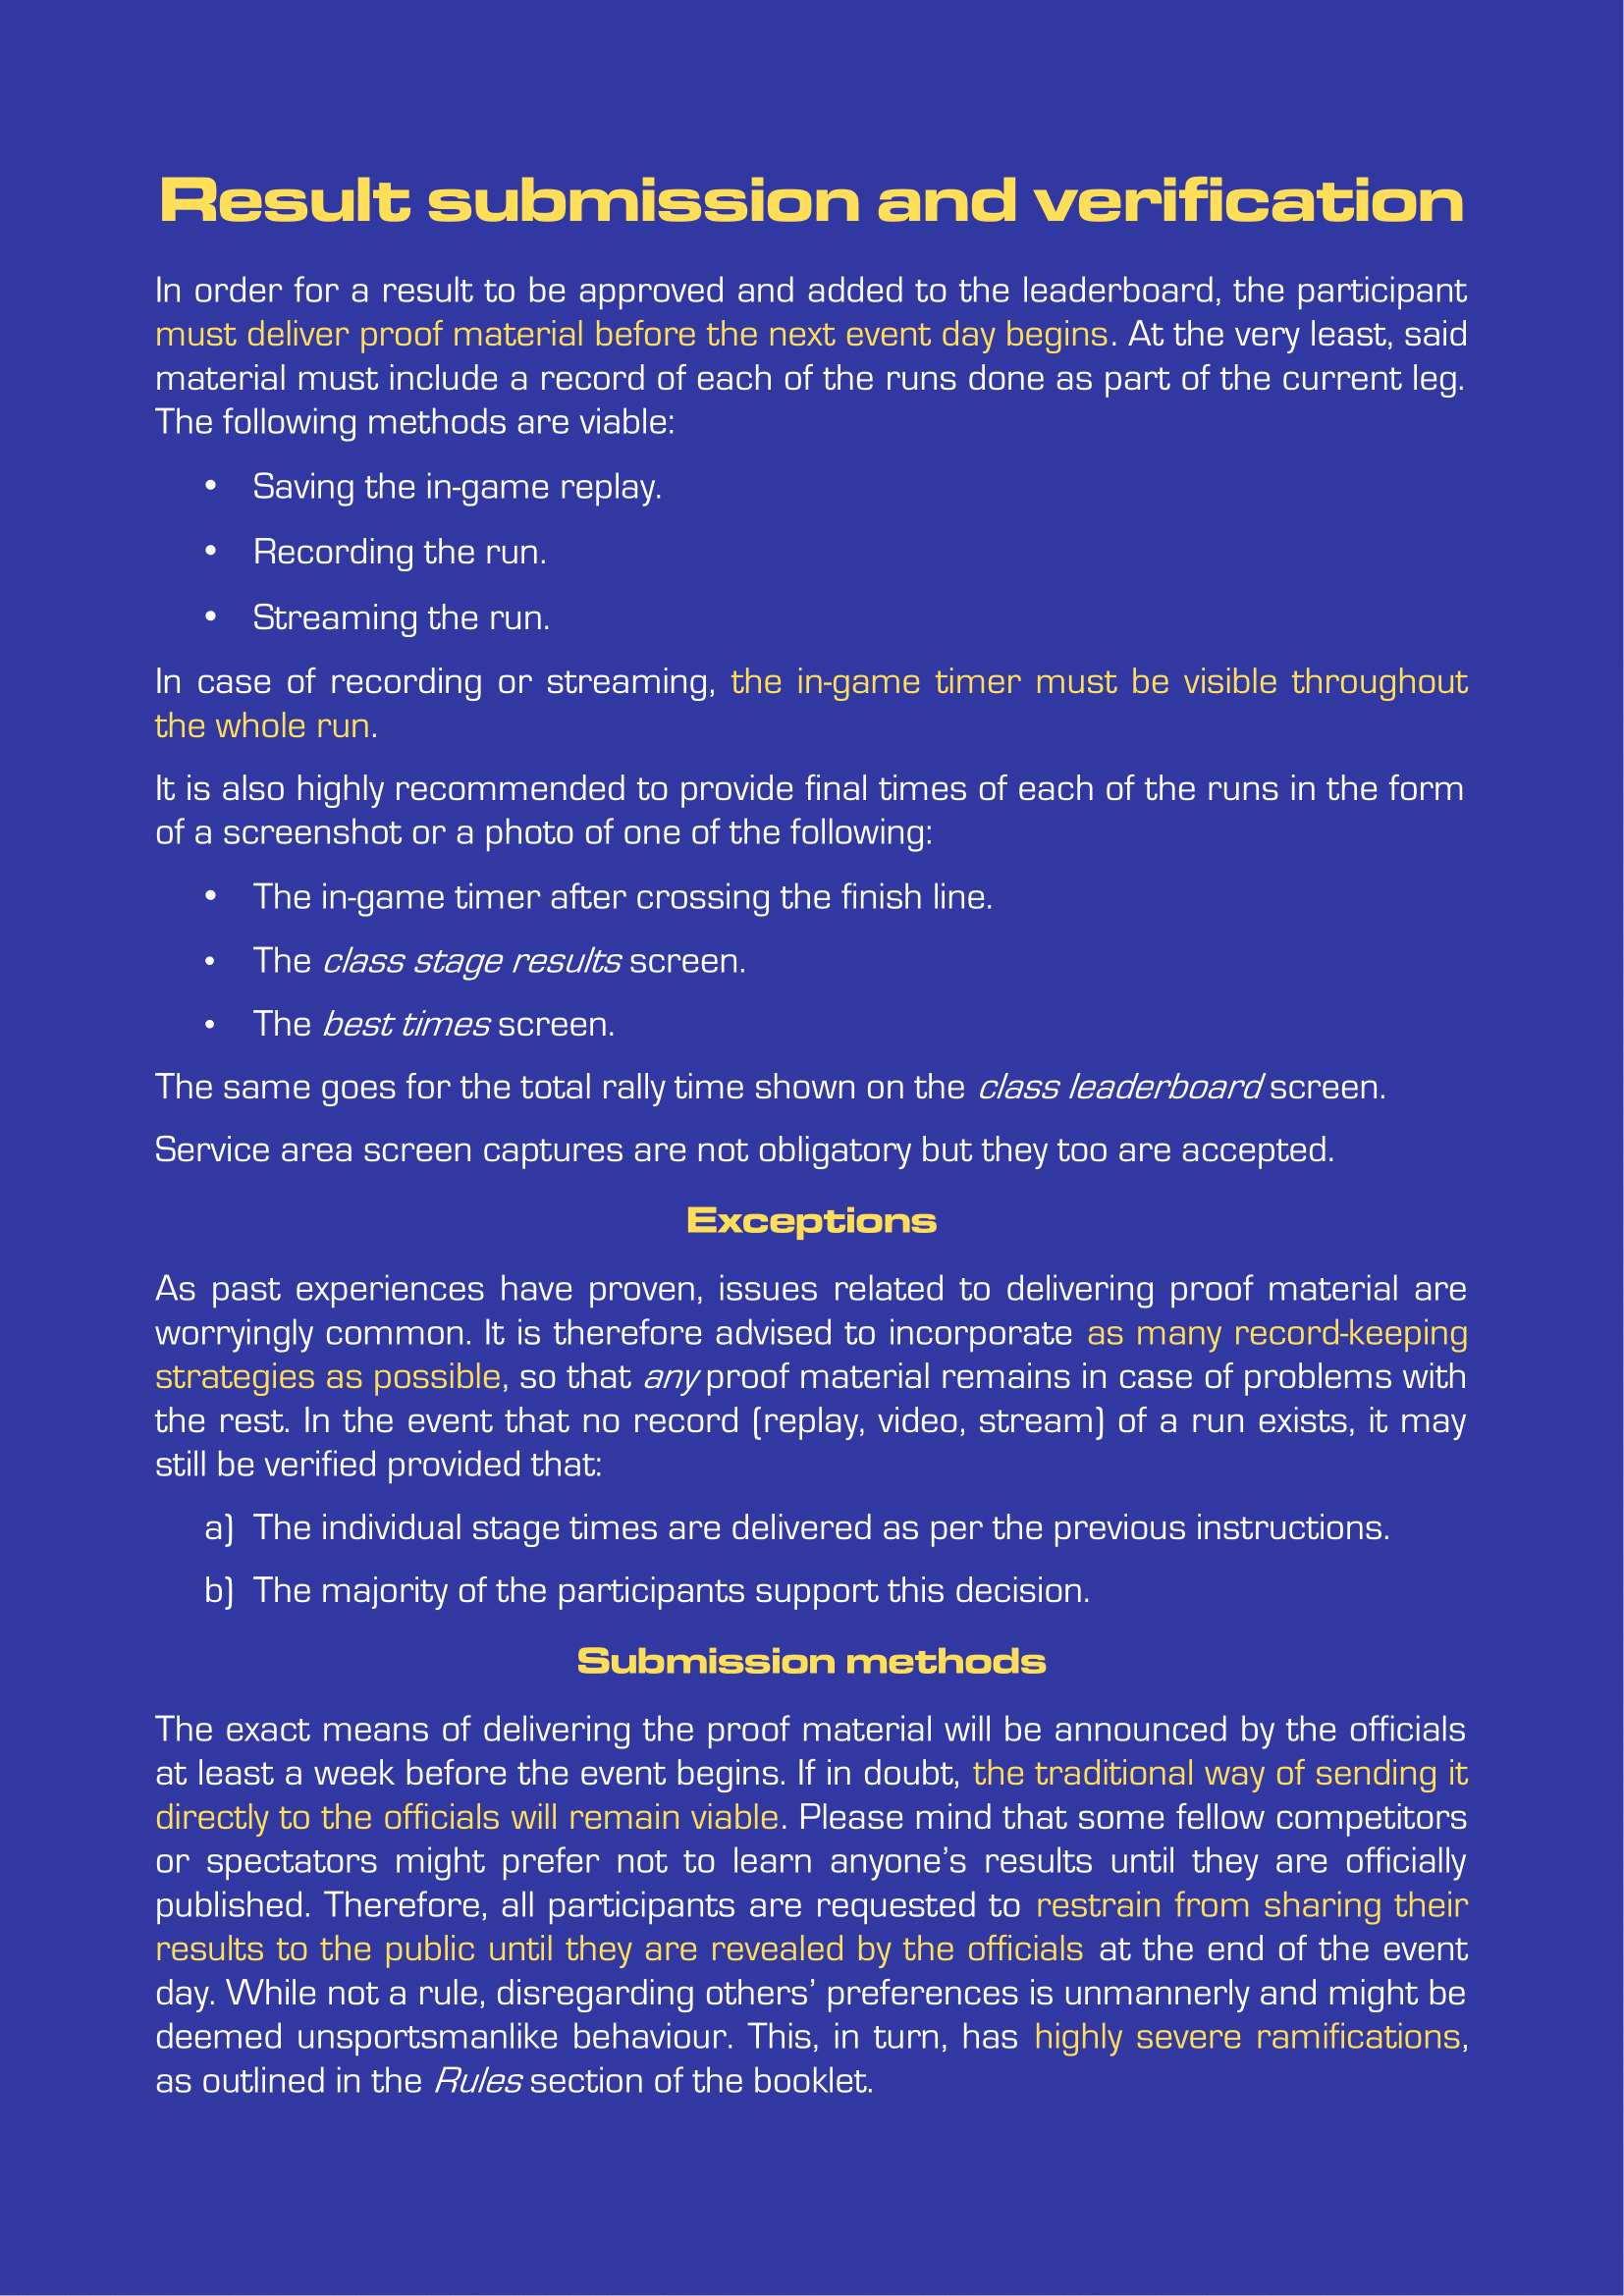 Result submission and verification
In order for a result to be approved and added to the leaderboard, the participant
must deliver proof material before the next event day begins. At the very least, said
material must include a record of each of the runs done as part of the current leg.
The following methods are viable:
• Saving the in-game replay.
• Recording the run.
• Streaming the run.
In case of recording or streaming, the in-game timer must be visible throughout
the whole run.
It is also highly recommended to provide final times of each of the runs in the form
of a screenshot or a photo of one of the following:
• The in-game timer after crossing the finish line.
• The class stage results screen.
• The best times screen.
The same goes for the total rally time shown on the class leaderboard screen.
Service area screen captures are not obligatory but they too are accepted.
Exceptions
As past experiences have proven, issues related to delivering proof material are
worryingly common. It is therefore advised to incorporate as many record-keeping
strategies as possible, so that any proof material remains in case of problems with
the rest. In the event that no record (replay, video, stream) of a run exists, it may
still be verified provided that:
a) The individual stage times are delivered as per the previous instructions.
b) The majority of the participants support this decision.
Submission methods
The exact means of delivering the proof material will be announced by the officials
at least a week before the event begins. If in doubt, the traditional way of sending it
directly to the officials will remain viable. Please mind that some fellow competitors
or spectators might prefer not to learn anyone's results until they are officially
published. Therefore, all participants are requested to restrain from sharing their
results to the public until they are revealed by the officials at the end of the event
day. While not a rule, disregarding others' preferences is unmannerly and might be
deemed unsportsmanlike behaviour. This, in turn, has highly severe ramifications,
as outlined in the Rules section of the booklet.